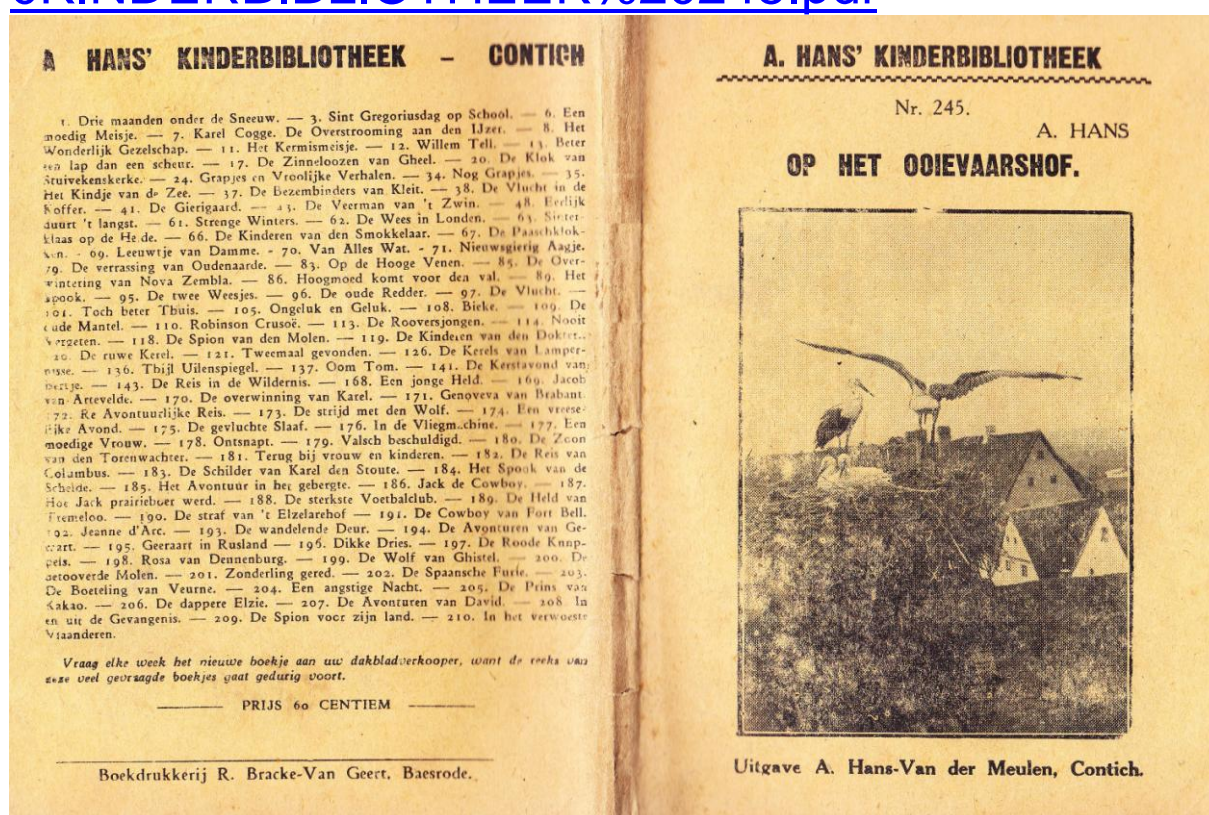 A HANS' KINDERBIBLIOTHEEK – CONTICH
1. Drie maanden onder de Sneeuw. — 3. Sint Gregoriusdag op School. — 6. Een
moedig Meisje. — 7. Karel Cogge. De Overstrooming aan den IJzer. — 8. Het
Wonderlijk Gezelschap. — 11. Het Kermismeisje. — 12. Willem Tell. — 13. Beter
een lap dan een scheur. — 17. De Zinneloozen van Gheel. — 20. De Klok van
Stuivekenskerke. — 24. Grapjes en Vroolijke Verhalen. — 34. Nog Grapjes. — 35.
Het Kindje van de Zee. — 37. De Bezembinders van Kleit. — 38. De Vlucht in de
Koffer. — 41. De Gierigaard. — 43. De Veerman van 't Zwin. — 48. Eerlijk
duurt 't langst. — 61. Strenge Winters. — 62. De Wees in Londen. — 63. Sinter-
klaas op de Heide. — 66. De Kinderen van den Smokkelaar. — 67. De Paaschklok-
ken. - 69. Leeuwtje van Damme. - 70. Van Alles Wat. - 71. Nieuwsgierig Aagje.
79. De verrassing van Oudenaarde. — 83. Op de Hooge Venen. — 85. De Over-
wintering van Nova Zembla. — 86. Hoogmoed komt voor den val. — 89. Het
spook. — 95. De twee Weesjes. — 96. De oude Redder. — 97. De Vlucht. —
101. Toch beter Thuis. — 105. Ongeluk en Geluk. — 108. Bieke. — 109. De
oude Mantel. — 110. Robinson Crusoë. — 113. De Rooversjongen. — 114. Nooit
Vergeten. — 118. De Spion van den Molen. — 119. De Kinderen van den Dokter.
120. De ruwe Kerel. — 121. Tweemaal gevonden. — 126. De Kerels van Lamper-
nisse. — 136. Thijl Uilenspiegel. — 137. Oom Tom. — 141. De Kerstavond van
— 143. De Reis in de Wildernis. — 168. Een jonge Held. — 169. Jacob
van Artevelde. — 170. De overwinning van Karel. — 171. Genoveva van Brabant.
172. Re Avontuurlijke Reis. — 173. De strijd met den Wolf. — 174. Een vreese-
lijke Avond. — 175. De gevluchte Slaaf. — 176. In de Vliegm.chine. — 177. Een
moedige Vrouw. — 178. Ontsnapt. — 179. Valsch beschuldigd. — 180. De Zoon
van den Torenwachter. — 181. Terug bij vrouw en kinderen. — 182. De Reis van
Columbus. — 183. De Schilder van Karel den Stoute. — 184. Het Spook van de
Schelde. — 185. Het Avontuur in het gebergte. — 186. Jack de Cowboy. — 187.
Hoe Jack prairieboer werd. — 188. De sterkste Voetbalclub. — 189. De Held van
Tremeloo. — 190. De straf van 't Elzelarehof — 191. De Cowboy van Fort Bell.
192. Jeanne d'Arc. — 193. De wandelende Deur. — 194. De Avonturen van Ge-
eraart. — 195. Geeraart in Rusland — 196. Dikke Dries. — 197. De Roode Knap-
pels. — 198. Rosa van Dennenburg. — 199. De Wolf van Ghistel. — 200. De
betooverde Molen. — 201. Zonderling gered. — 202. De Spaansche Furie. — 203.
De Boeteling van Veurne. — 204. Een angstige Nacht. — 205. De Prins van
Kakao. — 206. De dappere Elzie. — 207. De Avonturen van David. — 208 In
en uit de Gevangenis. — 209. De Spion voor zijn land. — 210. In het verwoeste
Vlaanderen.
Vraag elke week het nieuwe boekje aan uw dakbladverkooper, want de reeks van
deze veel gevraagde boekjes gaat gedurig voort.
PRIJS 60 CENTIEM
Boekdrukkerij R. Bracke-Van Geert, Baesrode.
A. HANS' KINDERBIBLIOTHEEK
Nr. 245.
A. HANS
OP HET OOIEVAARSHOF.
Uitgave A. Hans-Van der Meulen, Contich.